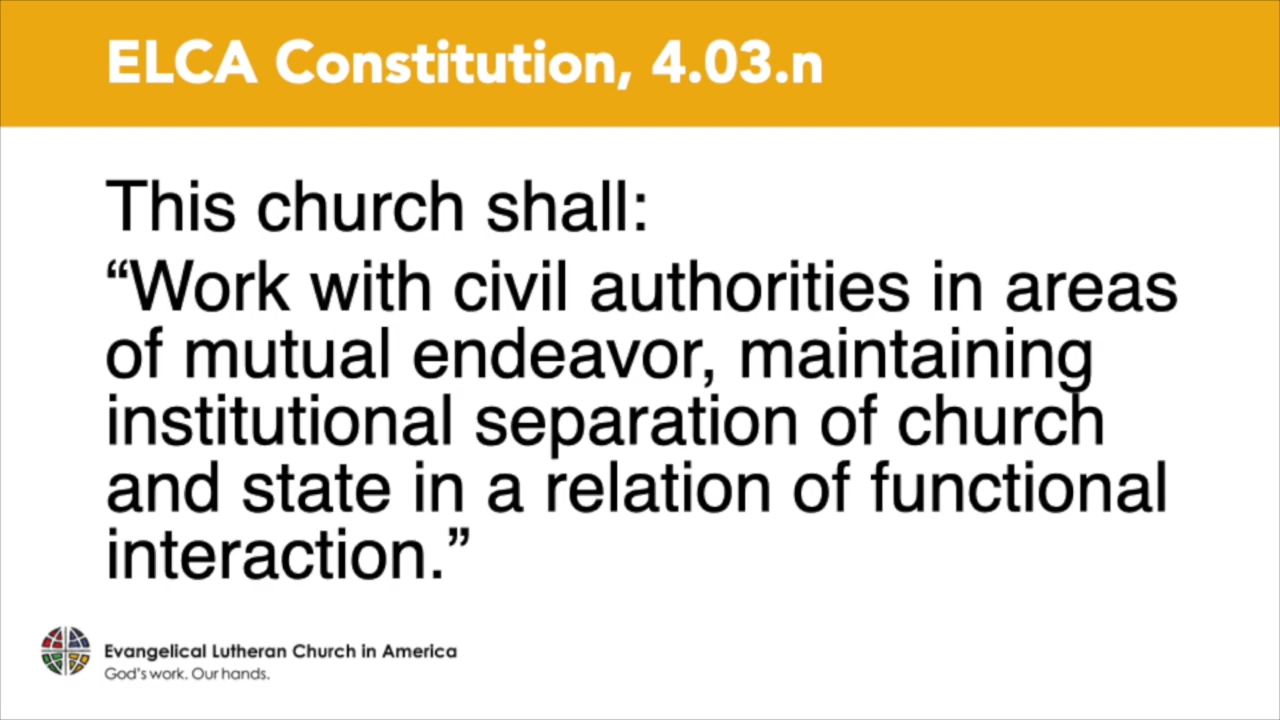 ELCA Constitution, 4.03.n
This church shall:
“Work with civil authorities in areas
of mutual endeavor, maintaining
institutional separation of church
and state in a relation of functional
interaction.”
Evangelical Lutheran Church in America
God's work. Our hands.